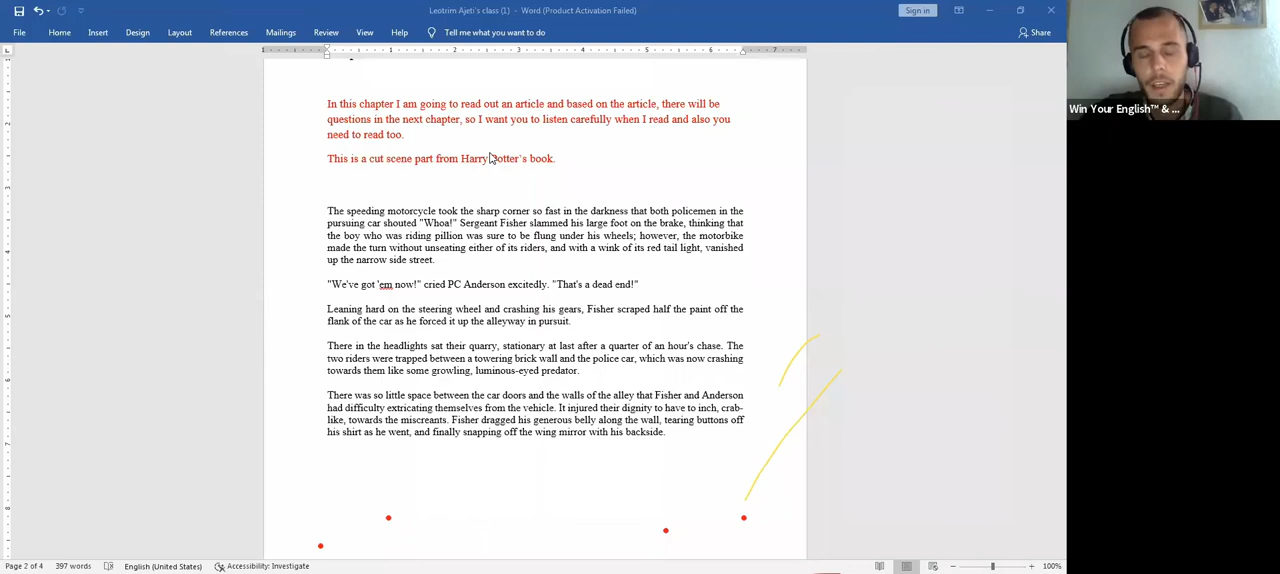 Leotrim Ajeti's class (1) - Word (Product Activation Failed)
Sign in
File Home Insert Design Layout References Mailings Review View Help Tell me what you want to do Share
1 1 2 3 4 5 6 7
In this chapter I am going to read out an article and based on the article, there will be
questions in the next chapter, so I want you to listen carefully when I read and also you
need to read too.
This is a cut scene part from Harry Potter's book.
The speeding motorcycle took the sharp corner so fast in the darkness that both policemen in the
pursuing car shouted "Whoa!" Sergeant Fisher slammed his large foot on the brake, thinking that
the boy who was riding pillion was sure to be flung under his wheels; however, the motorbike
made the turn without unseating either of its riders, and with a wink of its red tail light, vanished
up the narrow side street.
"We've got 'em now!" cried PC Anderson excitedly. "That's a dead end!"
Leaning hard on the steering wheel and crashing his gears, Fisher scraped half the paint off the
flank of the car as he forced it up the alleyway in pursuit.
There in the headlights sat their quarry, stationary at last after a quarter of an hour's chase. The
two riders were trapped between a towering brick wall and the police car, which was now crashing
towards them like some growling, luminous-eyed predator.
There was so little space between the car doors and the walls of the alley that Fisher and Anderson
had difficulty extricating themselves from the vehicle. It injured their dignity to have to inch, crab-
like, towards the miscreants. Fisher dragged his generous belly along the wall, tearing buttons off
his shirt as he went, and finally snapping off the wing mirror with his backside.
Page 2 of 4 397 words English (United States) Accessibility: Investigate 100%
Win Your English™ & ...